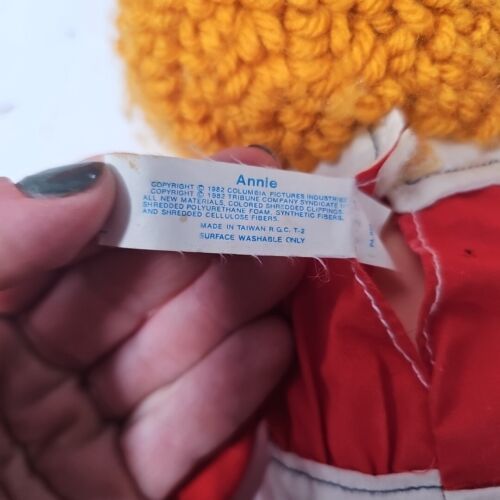 Annie
COPYRIGHT © 1982 COLUMBIA PICTURES INDUSTRIES
COPYRIGHT © 1982 TRIBUNE COMPANY SYNDICATE
ALL NEW MATERIALS, COLORED SHREDDED CLIPPINGS,
SHREDDED POLYURETHANE FOAM, SYNTHETIC FIBERS,
AND SHREDDED CELLULOSE FIBERS.
MADE IN TAIWAN R.O.C. T-2
SURFACE WASHABLE ONLY